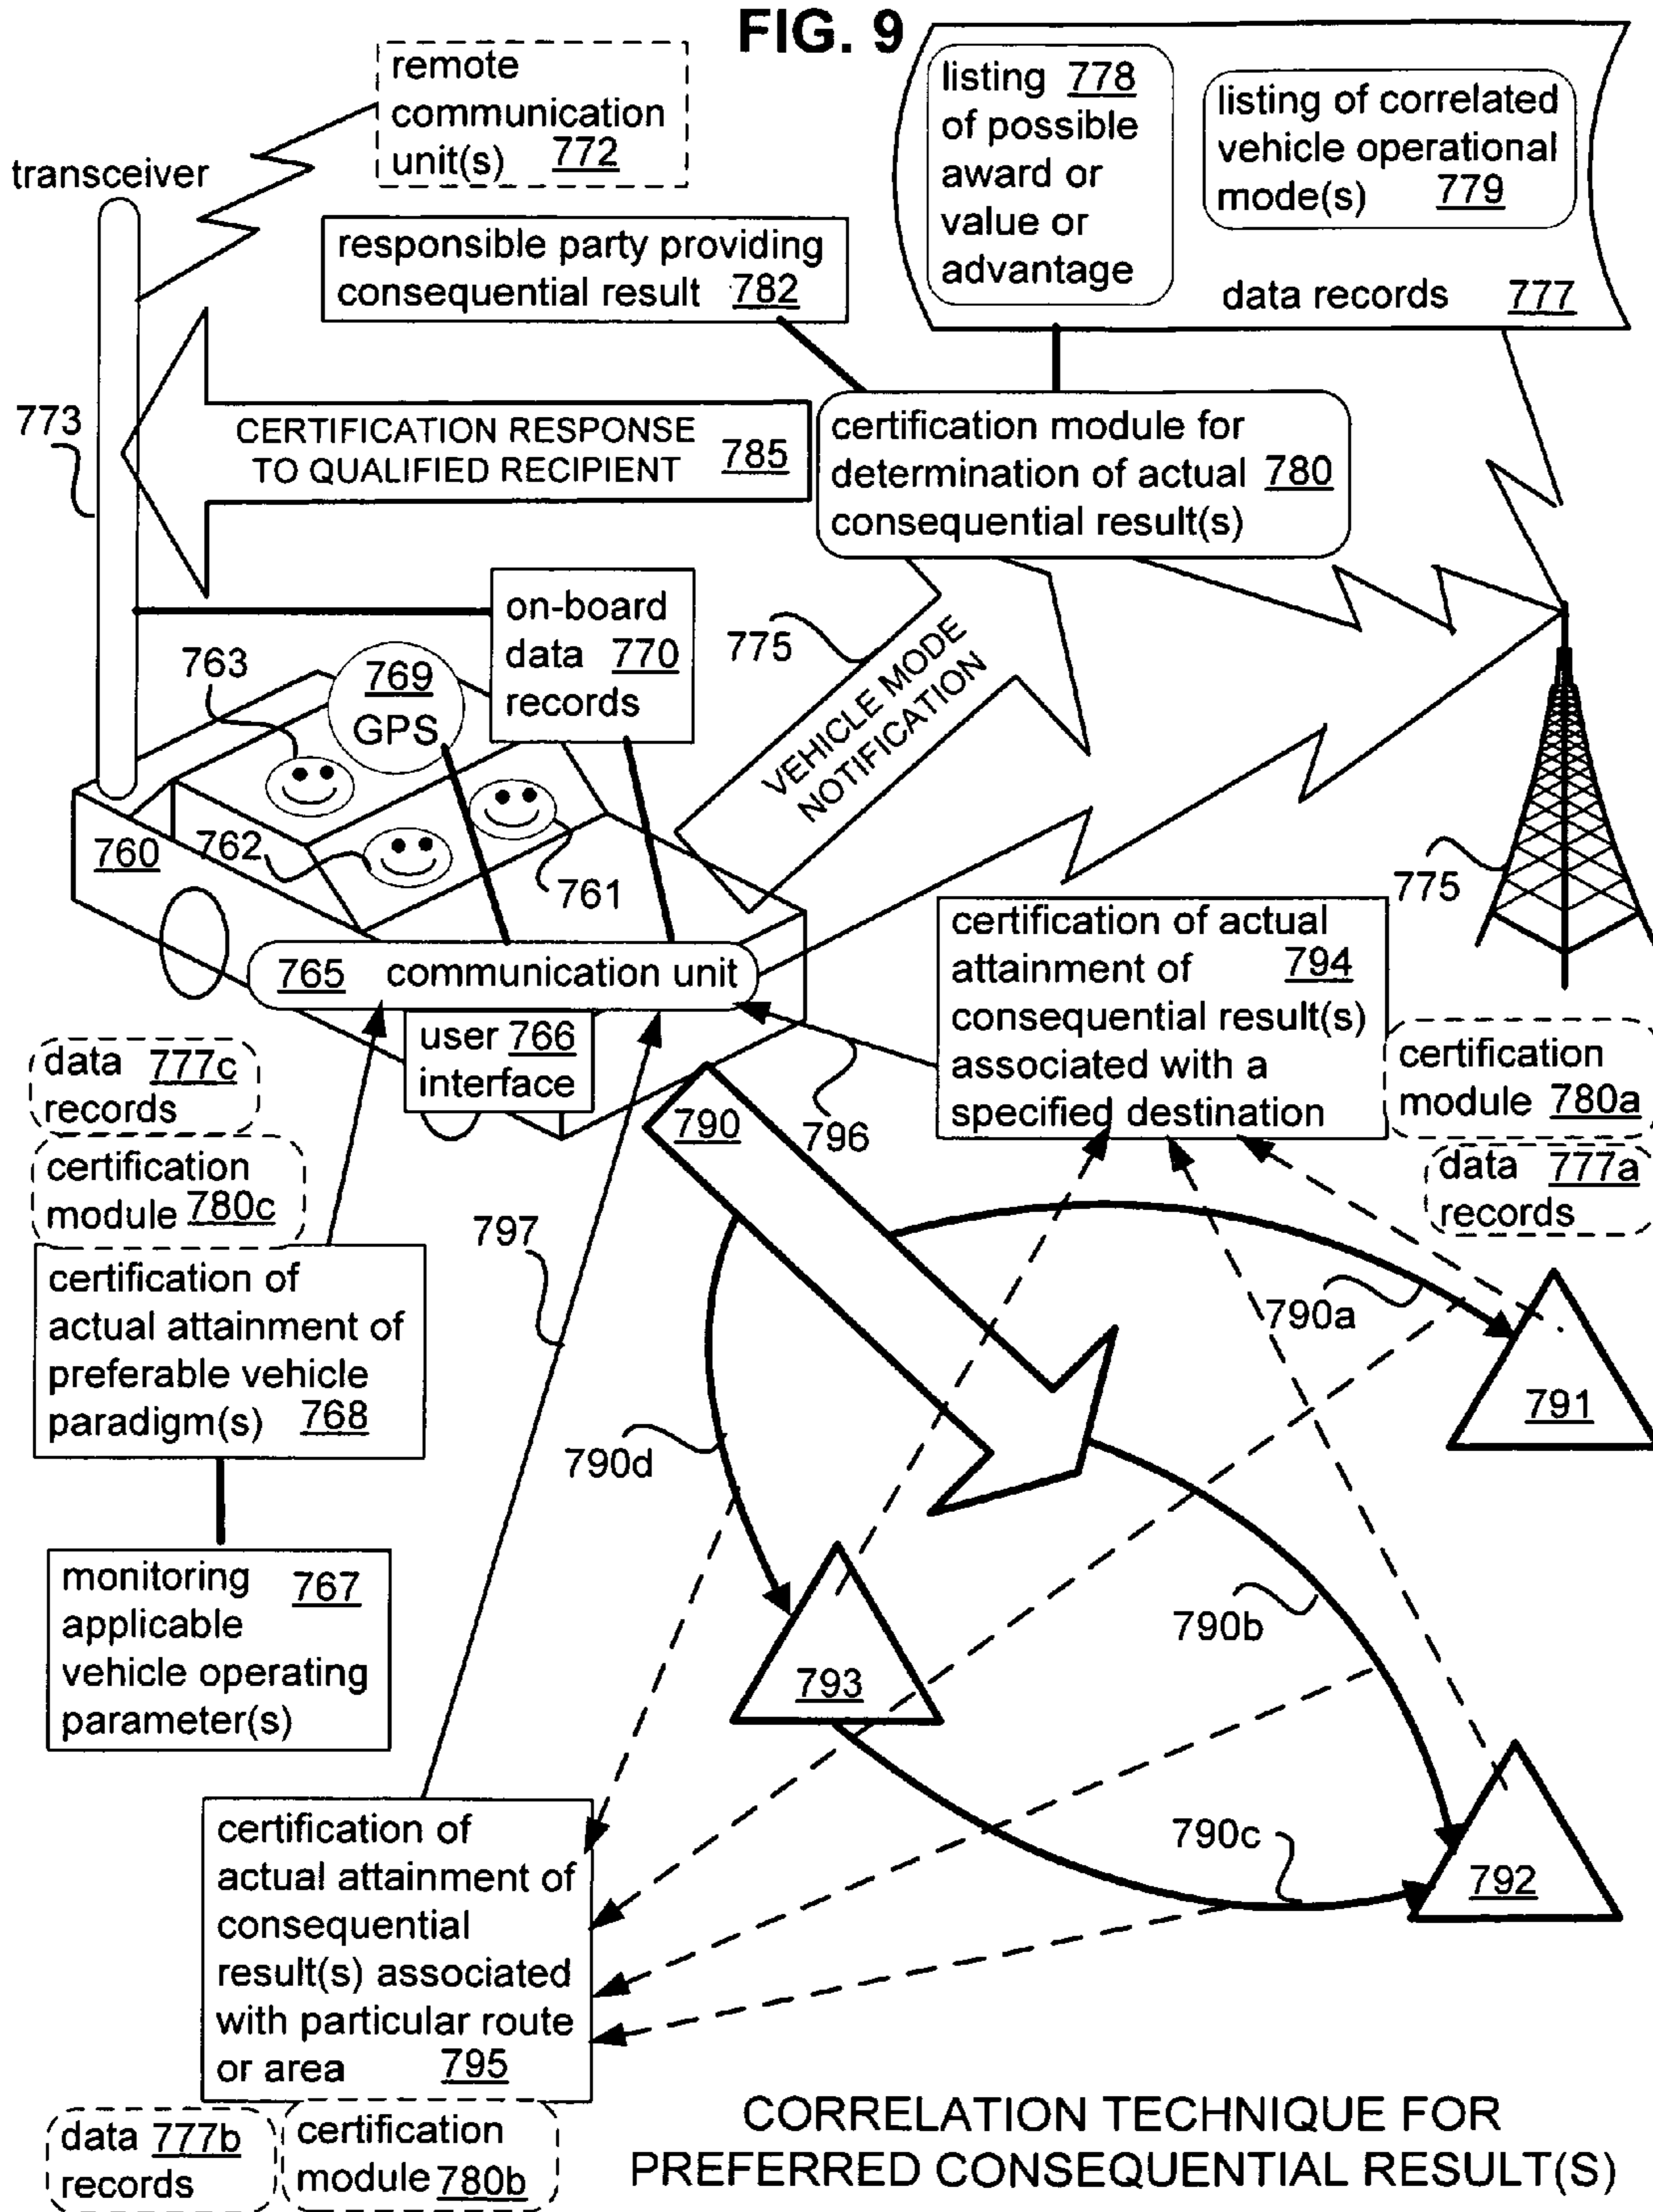 FIG. 9
remote
communication
unit(s) 772
transceiver
listing 778
of possible
award or
value or
advantage
listing of correlated
vehicle operational
mode(s) 779
data records 777
responsible party providing
consequential result 782
773
CERTIFICATION RESPONSE
TO QUALIFIED RECIPIENT 785
certification module for
determination of actual 780
consequential result(s)
on-board
data 770
records
775
VEHICLE MODE
NOTIFICATION
763
769
GPS
760
762
761
775
765 communication unit
user 766
interface
certification of actual
attainment of 794
consequential result(s)
associated with a
specified destination
certification
module 780a
data 777a
records
data 777c
records
certification
module 780c
790
796
797
certification of
actual attainment of
preferable vehicle
paradigm(s) 768
790a
791
790d
monitoring 767
applicable
vehicle operating
parameter(s)
790b
793
certification of
actual attainment of
consequential
result(s) associated
with particular route
or area 795
790c
792
data 777b
records
certification
module 780b
CORRELATION TECHNIQUE FOR
PREFERRED CONSEQUENTIAL RESULT(S)